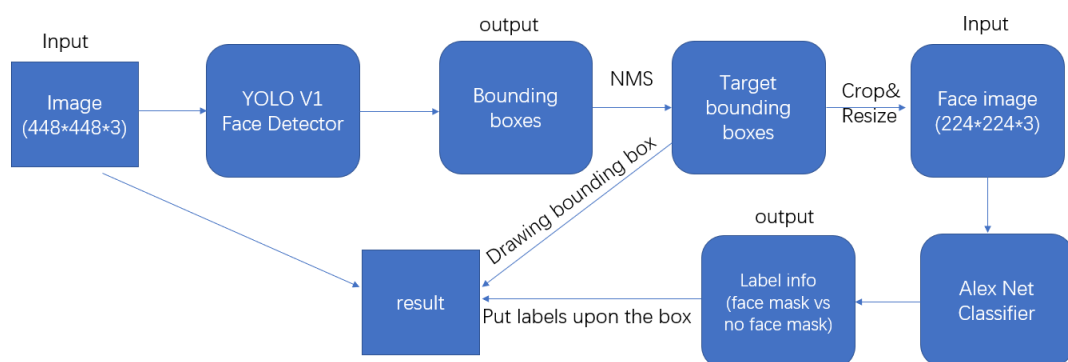 Input
Image
(448*448*3)
YOLO V1
Face Detector
output
Bounding
boxes
NMS
Target
bounding
boxes
Crop&
Resize
Input
Face image
(224*224*3)
Drawing bounding box
result
Put labels upon the box
output
Label info
(face mask vs
no face mask)
Alex Net
Classifier